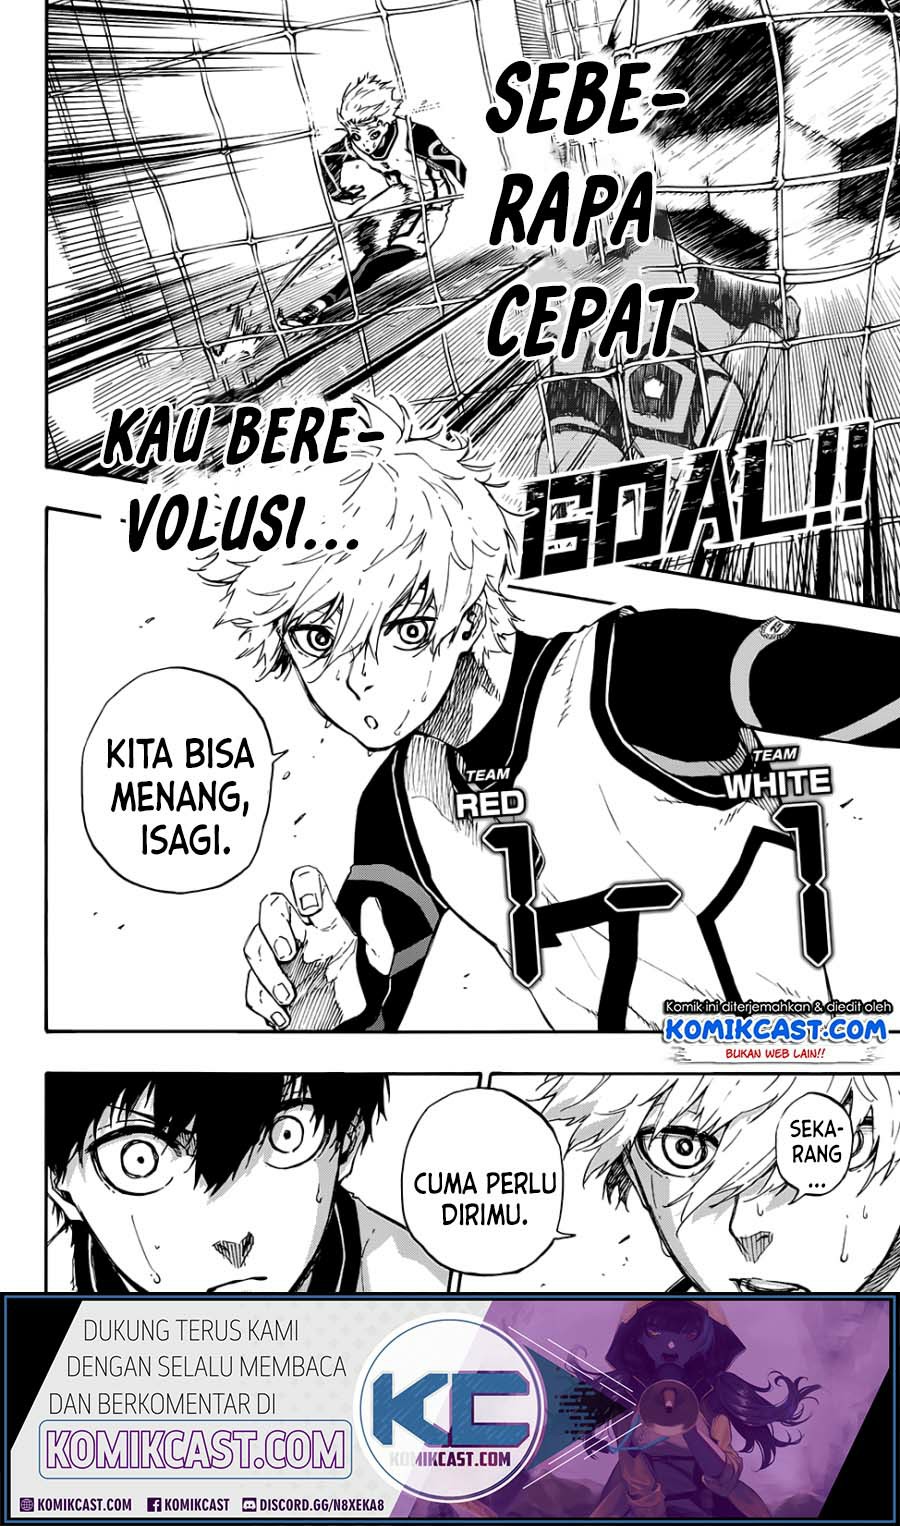 SEBE-
RAPA
CEPAT
KAU BERE-
VOLUSI...
GOAL!!
KITA BISA
MENANG,
ISAGI.
TEAM
RED
TEAM
WHITE
1 - 1
Komik ini diterjemahkan & diedit oleh
KOMIKCAST.COM
BUKAN WEB LAIN!!
SEKA-
RANG
...
CUMA PERLU
DIRIMU.
DUKUNG TERUS KAMI
DENGAN SELALU MEMBACA
DAN BERKOMENTAR DI
KOMIKCAST.COM
KC
KOMIKCAST.COM
KOMIKCAST.COM
KOMIKCAST
DISCORD.GG/N8XEKA8